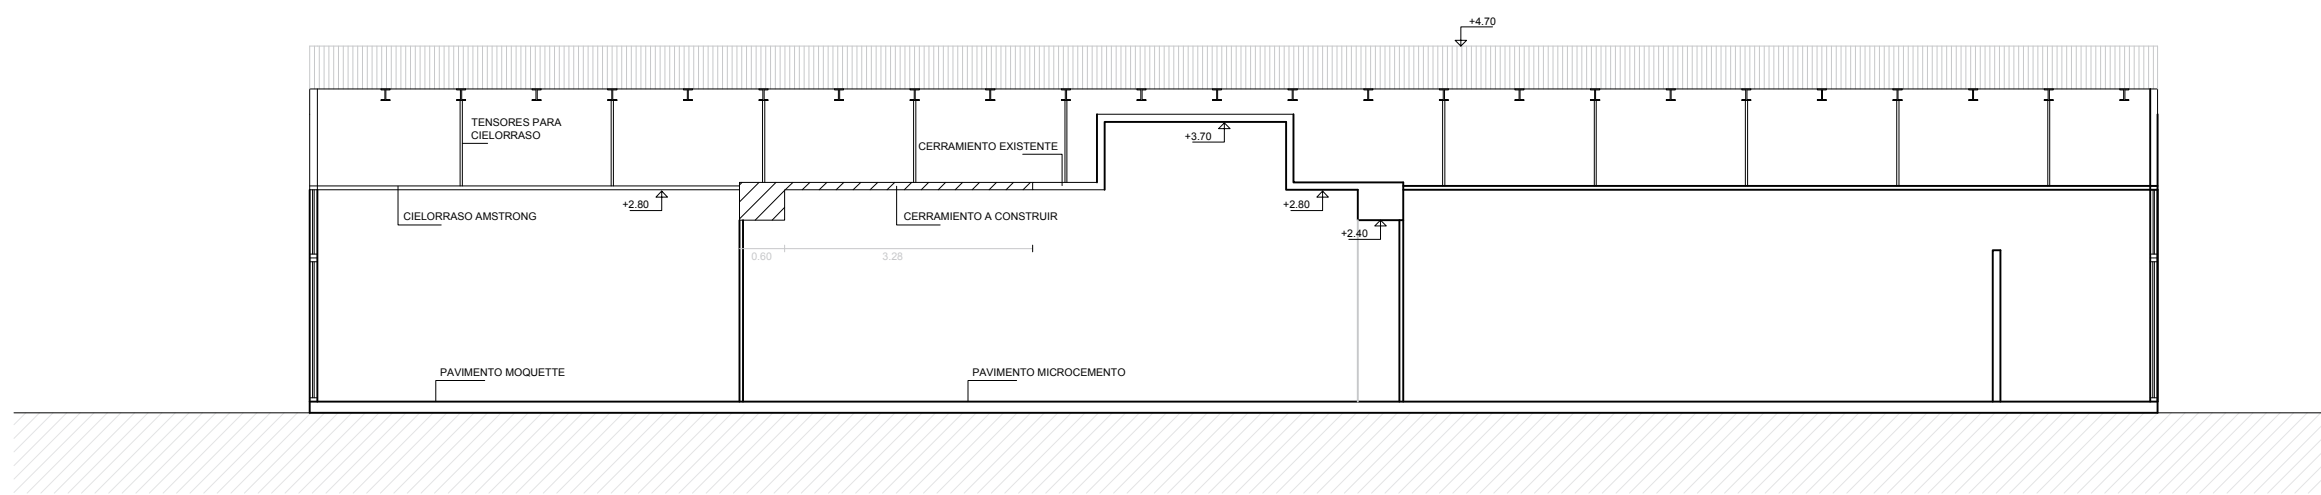 +4.70
TENSORES PARA
CIELORRASO
+3.70
CERRAMIENTO EXISTENTE
+2.80
+2.80
CIELORRASO AMSTRONG
CERRAMIENTO A CONSTRUIR
+2.40
0.60
3.28
PAVIMENTO MOQUETTE
PAVIMENTO MICROCEMENTO